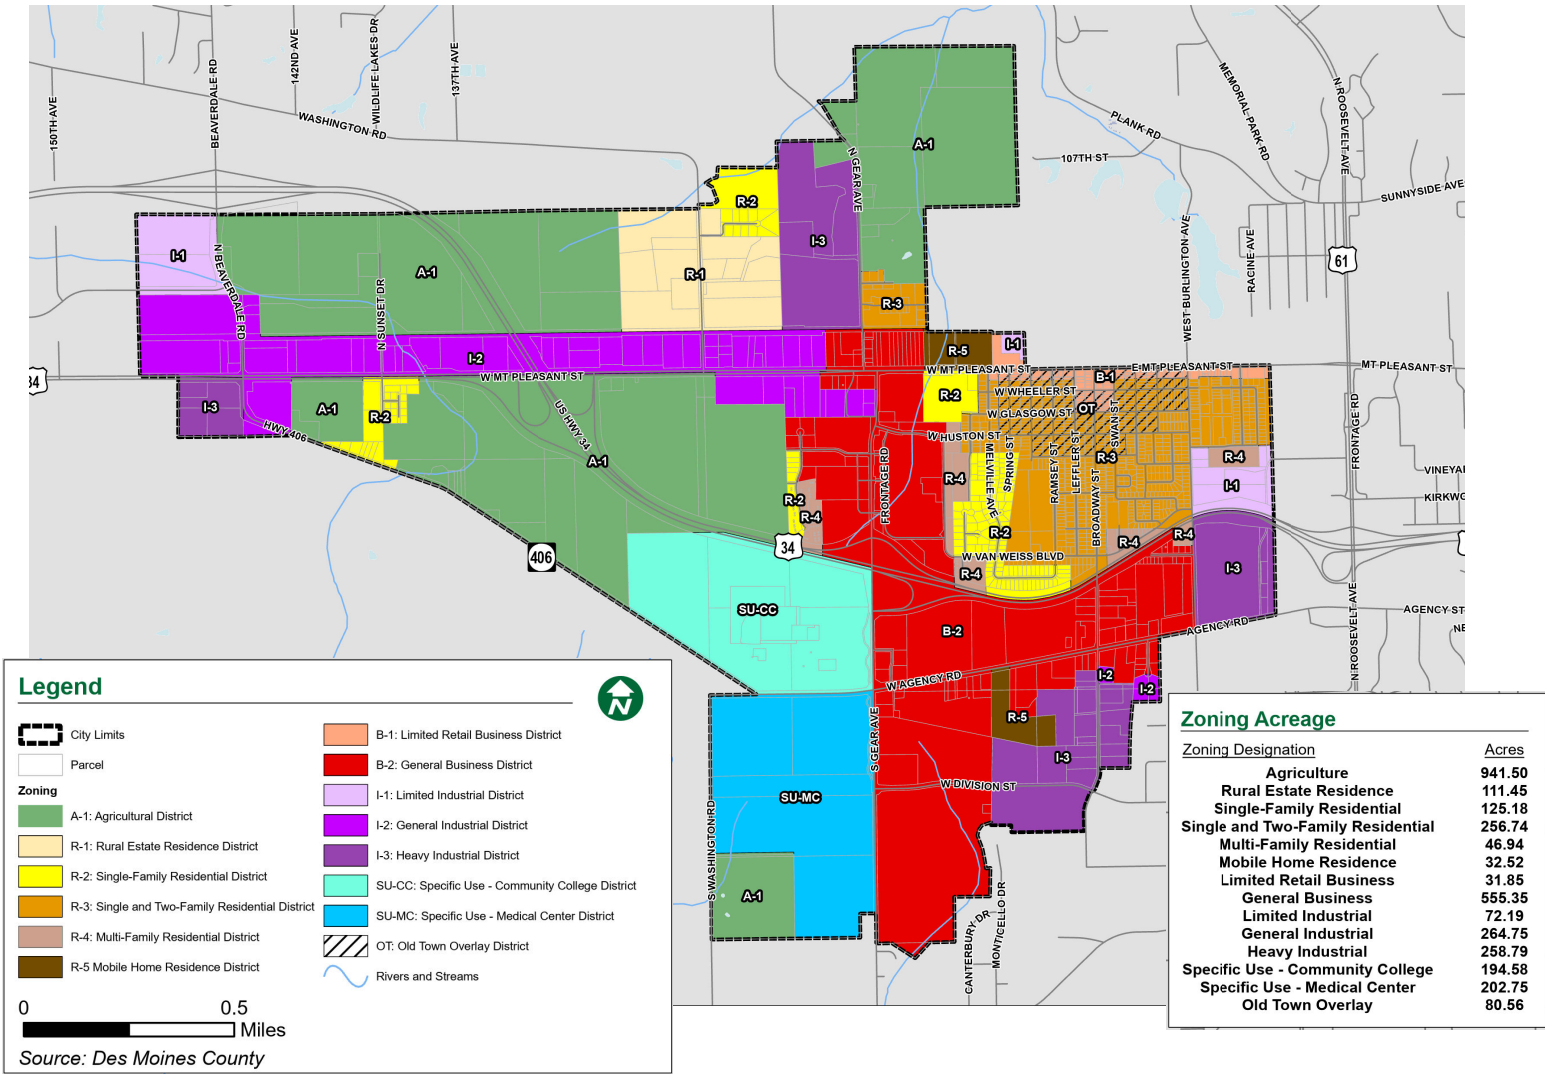 150TH AVE
BEAVERDALE RD
142ND AVE
WILDLIFE LAKES DR
137TH AVE
WASHINGTON RD
N GEAR AVE
A-1
PLANK RD
107TH ST
MEMORIAL PARK RD
N ROOSEVELT AVE
SUNNYSIDE AVE
WEST BURLINGTON AVE
RACINE AVE
61
R-2
I-3
I-1
N BEAVERDALE RD
A-1
N SUNSET DR
R-1
R-3
I-2
R-5
I-1
34
W MT PLEASANT ST
W MT PLEASANT ST
B-1
E MT PLEASANT ST
MT PLEASANT ST
I-3
A-1
R-2
HWY 406
US HWY 34
A-1
R-2
W WHEELER ST
OT
W GLASGOW ST
SWAN ST
W HUSTON ST
MELVILLE AVE
SPRING ST
RAMSEY ST
LEFFLER ST
R-3
BROADWAY ST
R-4
I-1
FRONTAGE RD
FRONTAGE RD
R-4
R-2
R-4
R-2
R-4
R-4
W VAN WEISS BLVD
R-4
34
406
I-3
SU-CC
B-2
AGENCY RD
AGENCY ST
N ROOSEVELT AVE
W AGENCY RD
I-2
I-2
R-5
S GEAR AVE
I-3
W DIVISION ST
SU-MC
S WASHINGTON RD
A-1
CANTERBURY DR
MONTICELLO DR
Legend
N
City Limits
Parcel
Zoning
A-1: Agricultural District
R-1: Rural Estate Residence District
R-2: Single-Family Residential District
R-3: Single and Two-Family Residential District
R-4: Multi-Family Residential District
R-5 Mobile Home Residence District
B-1: Limited Retail Business District
B-2: General Business District
I-1: Limited Industrial District
I-2: General Industrial District
I-3: Heavy Industrial District
SU-CC: Specific Use - Community College District
SU-MC: Specific Use - Medical Center District
OT: Old Town Overlay District
Rivers and Streams
0 0.5
Miles
Source: Des Moines County
Zoning Acreage
Zoning Designation Acres
Agriculture 941.50
Rural Estate Residence 111.45
Single-Family Residential 125.18
Single and Two-Family Residential 256.74
Multi-Family Residential 46.94
Mobile Home Residence 32.52
Limited Retail Business 31.85
General Business 555.35
Limited Industrial 72.19
General Industrial 264.75
Heavy Industrial 258.79
Specific Use - Community College 194.58
Specific Use - Medical Center 202.75
Old Town Overlay 80.56